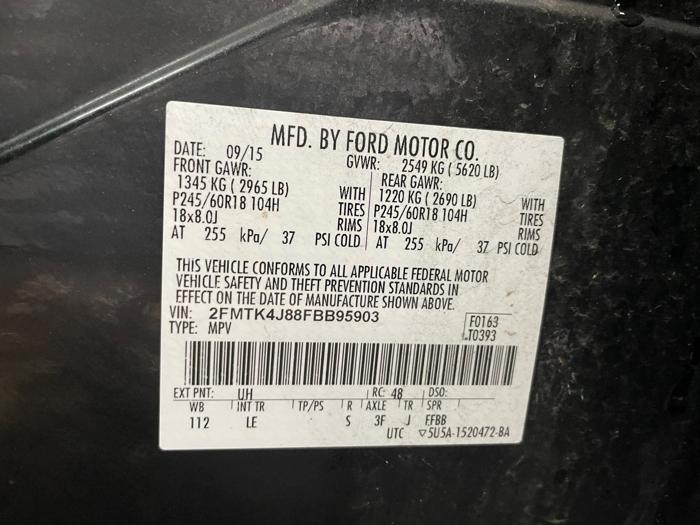 MFD. BY FORD MOTOR CO.
DATE: 09/15 GVWR: 2549 KG ( 5620 LB)
FRONT GAWR: REAR GAWR:
1345 KG ( 2965 LB) WITH 1220 KG ( 2690 LB) WITH
P245/60R18 104H TIRES P245/60R18 104H TIRES
18x8.0J RIMS 18x8.0J RIMS
AT 255 kPa/ 37 PSI COLD AT 255 kPa/ 37 PSI COLD
THIS VEHICLE CONFORMS TO ALL APPLICABLE FEDERAL MOTOR
VEHICLE SAFETY AND THEFT PREVENTION STANDARDS IN
EFFECT ON THE DATE OF MANUFACTURE SHOWN ABOVE.
VIN: 2FMTK4J88FBB95903 F0163
TYPE: MPV T0393
EXT PNT: UH RC: 48 DSO:
WB INT TR TP/PS R AXLE TR SPR
112 LE S 3F J EFBB
UTC ▽5U5A-1520472-BA